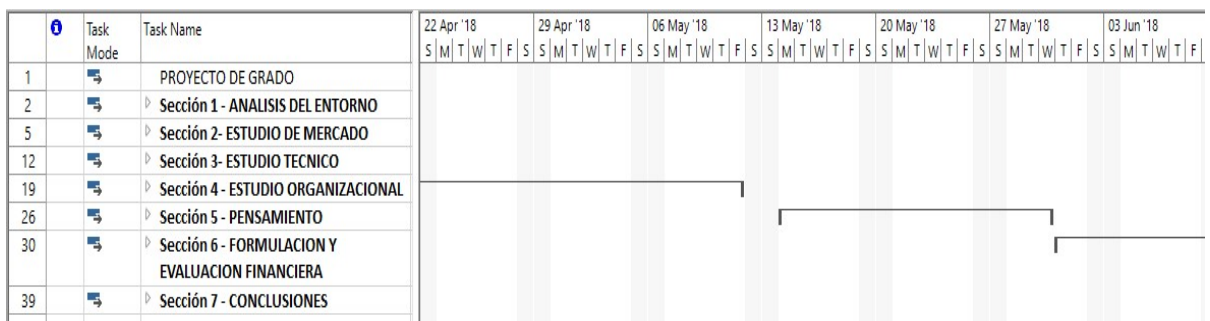 Task Mode Task Name 22 Apr '18 29 Apr '18 06 May '18 13 May '18 20 May '18 27 May '18 03 Jun '18
S M T W T F S S M T W T F S S M T W T F S S M T W T F S S M T W T F S S M T W T F S S M T W T F
1 PROYECTO DE GRADO
2 Sección 1 - ANALISIS DEL ENTORNO
5 Sección 2- ESTUDIO DE MERCADO
12 Sección 3- ESTUDIO TECNICO
19 Sección 4 - ESTUDIO ORGANIZACIONAL
26 Sección 5 - PENSAMIENTO
30 Sección 6 - FORMULACION Y
EVALUACION FINANCIERA
39 Sección 7 - CONCLUSIONES